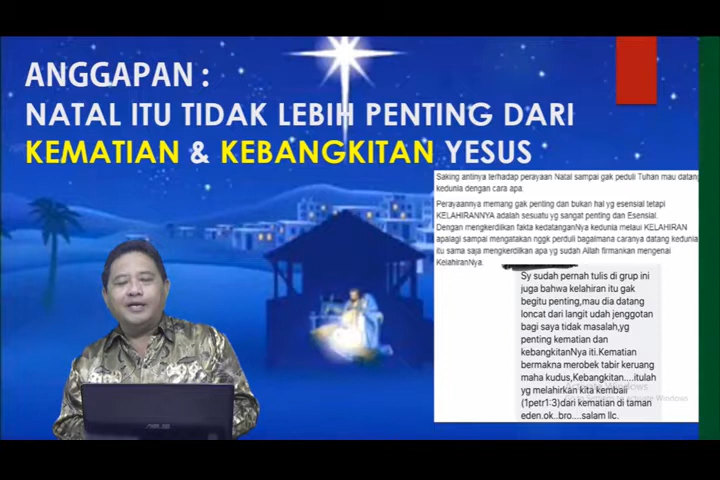 ANGGAPAN :
NATAL ITU TIDAK LEBIH PENTING DARI
KEMATIAN & KEBANGKITAN YESUS
Saking antinya terhadap perayaan Natal sampai gak peduli Tuhan mau datang
kedunia dengan cara apa.
Perayaannya memang gak penting dan bukan hal yg esensial tetapi
KELAHIRANNYA adalah sesuatu yg sangat penting dan Esensial.
Dengan mengkerdilkan fakta kedatanganNya kedunia melaui KELAHIRAN
apalagi sampai mengatakan nggk perduli bagaimana caranya datang kedunia
itu sama saja mengkerdilkan apa yg sudah Allah firmankan mengenai
KelahiranNya.
Sy sudah pernah tulis di grup ini
juga bahwa kelahiran itu gak
begitu penting,mau dia datang
loncat dari langit udah jenggotan
bagi saya tidak masalah,yg
penting kematian dan
kebangkitanNya iti.Kematian
bermakna merobek tabir keruang
maha kudus,Kebangkitan....itulah
yg melahirkan kita kembaii
(1petr1:3)dari kematian di taman
eden.ok..bro....salam llc.
ASUS